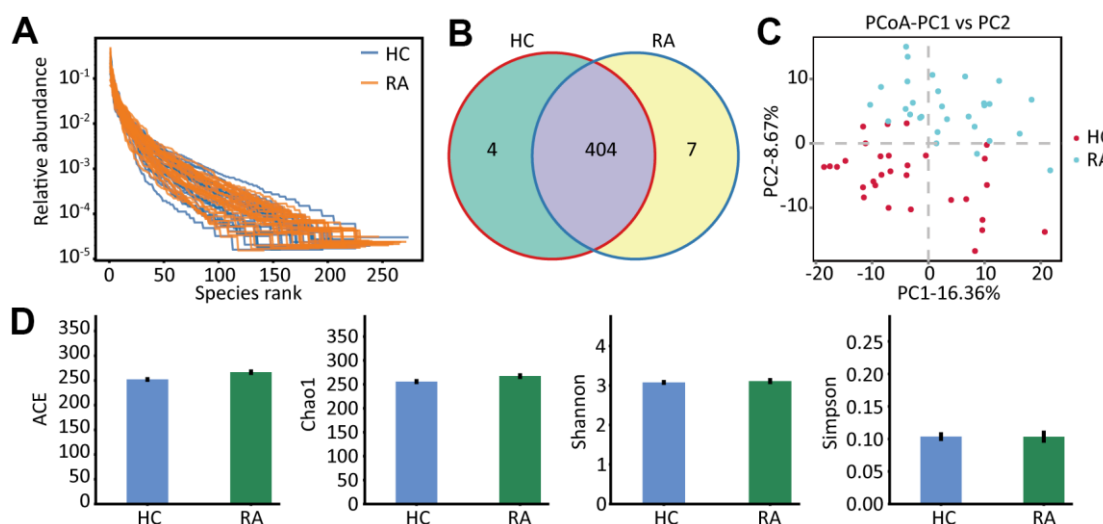 A
HC
RA
Relative abundance
10⁻¹
10⁻²
10⁻³
10⁻⁴
10⁻⁵
0 50 100 150 200 250
Species rank
B
HC RA
4 404 7
C
PCoA-PC1 vs PC2
PC2-8.67%
10
0
-10
-20 -10 0 10 20
PC1-16.36%
HC
RA
D
ACE
350
300
250
200
150
100
50
0
HC RA
Chao1
350
300
250
200
150
100
50
0
HC RA
Shannon
4
3
2
1
0
HC RA
Simpson
0.25
0.20
0.15
0.10
0.05
0.00
HC RA